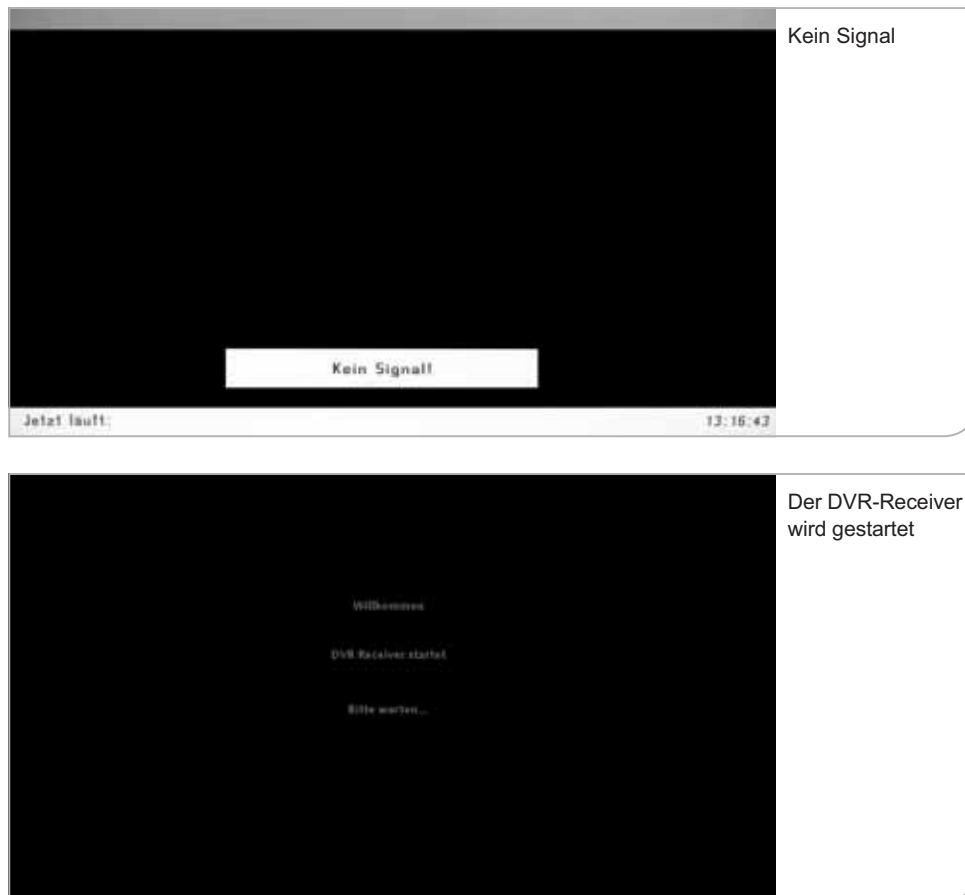 Kein Signal
Kein Signal!
Jetzt läuft:
13:16:43
Der DVR-Receiver
wird gestartet
Willkommen
DVR Receiver startet
Bitte warten...